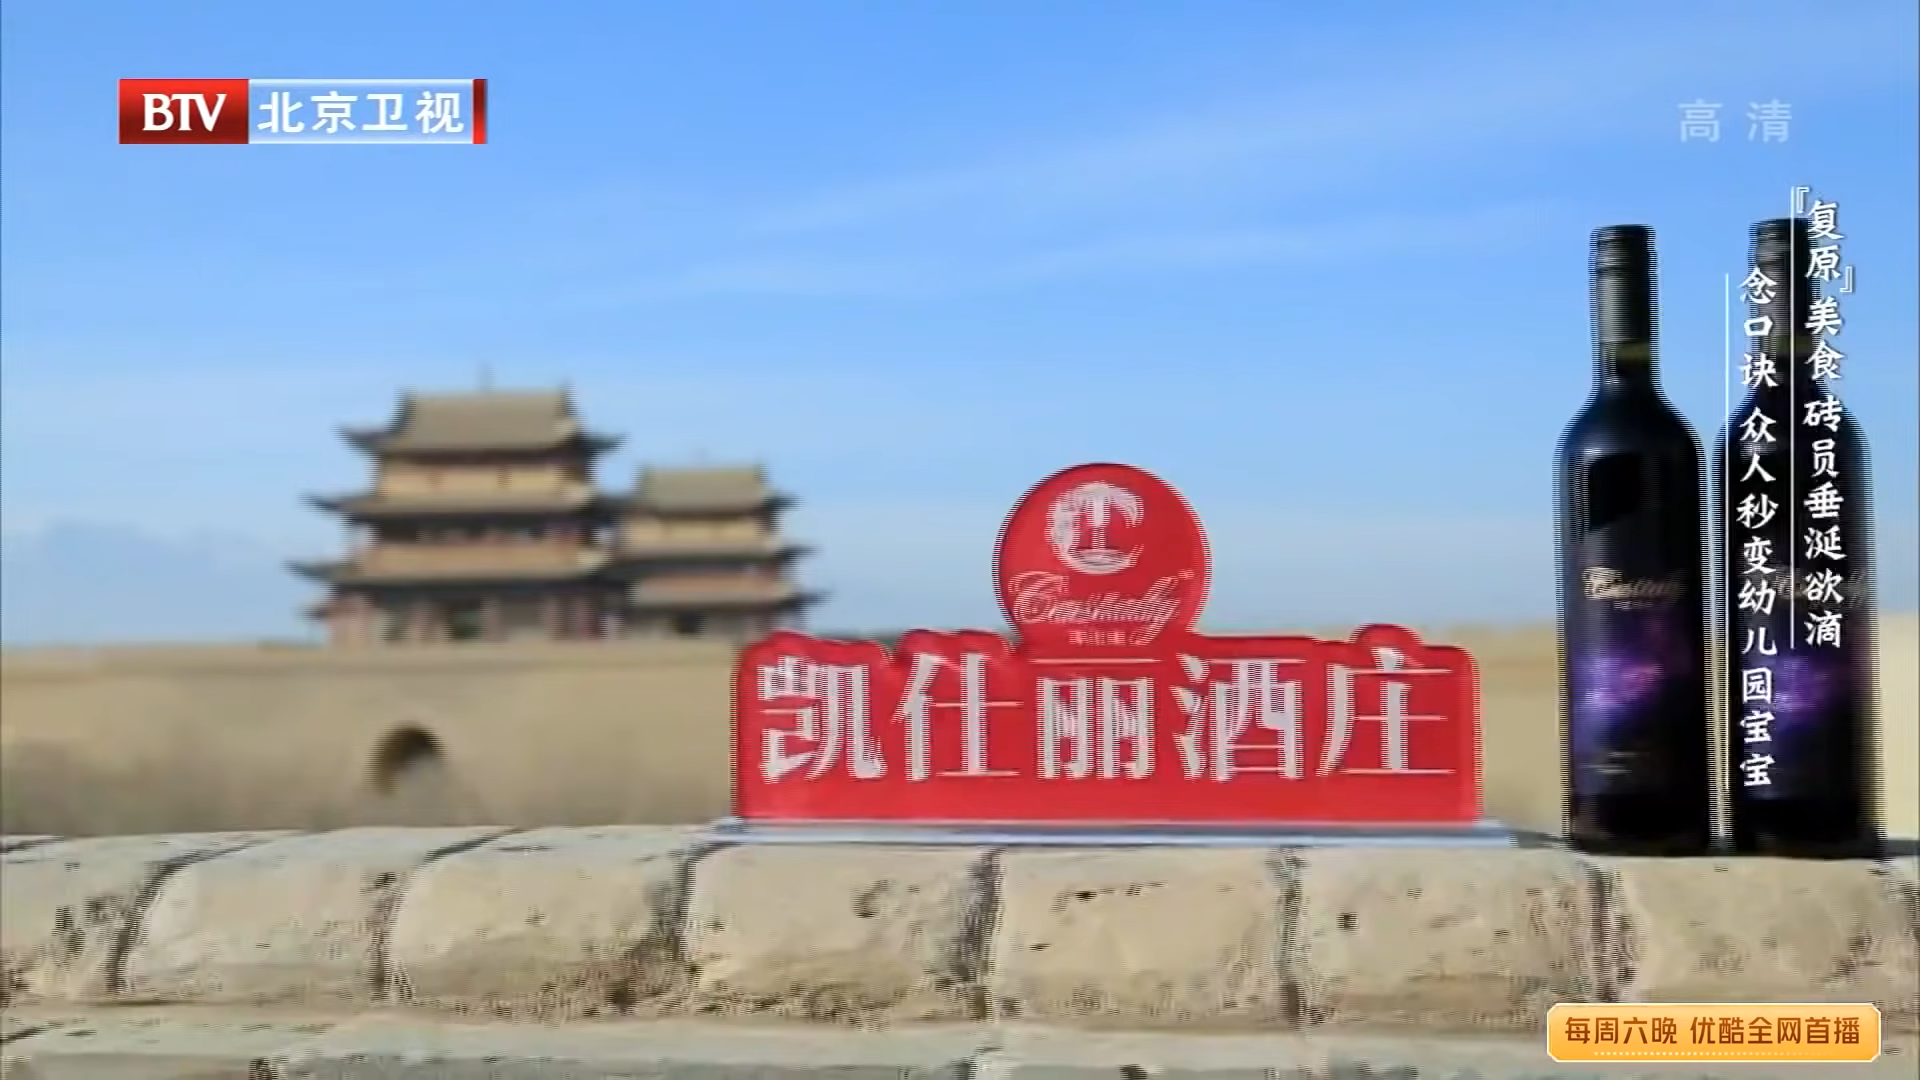 BTV 北京卫视
高清
『复原』美食 砖员垂涎欲滴
念口诀 众人秒变幼儿园宝宝
凯仕丽酒庄
每周六晚 优酷全网首播